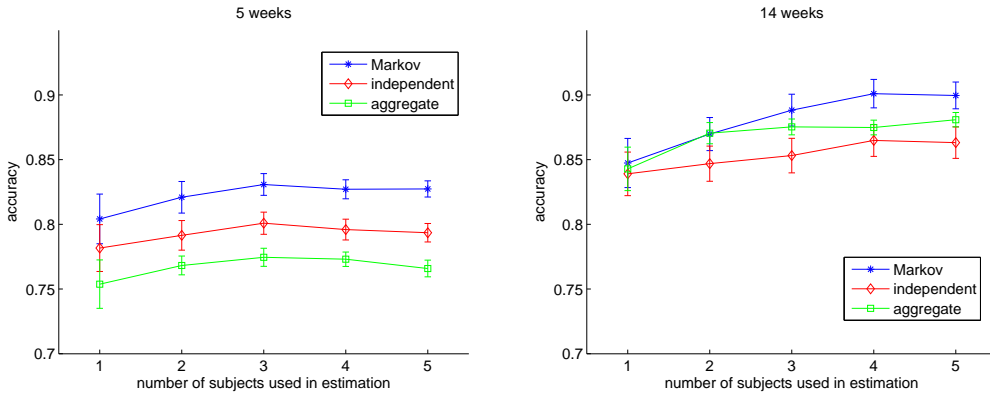 5 weeks
Markov
independent
aggregate
0.9
0.85
0.8
0.75
0.7
accuracy
1 2 3 4 5
number of subjects used in estimation
14 weeks
0.9
0.85
0.8
0.75
0.7
accuracy
Markov
independent
aggregate
1 2 3 4 5
number of subjects used in estimation